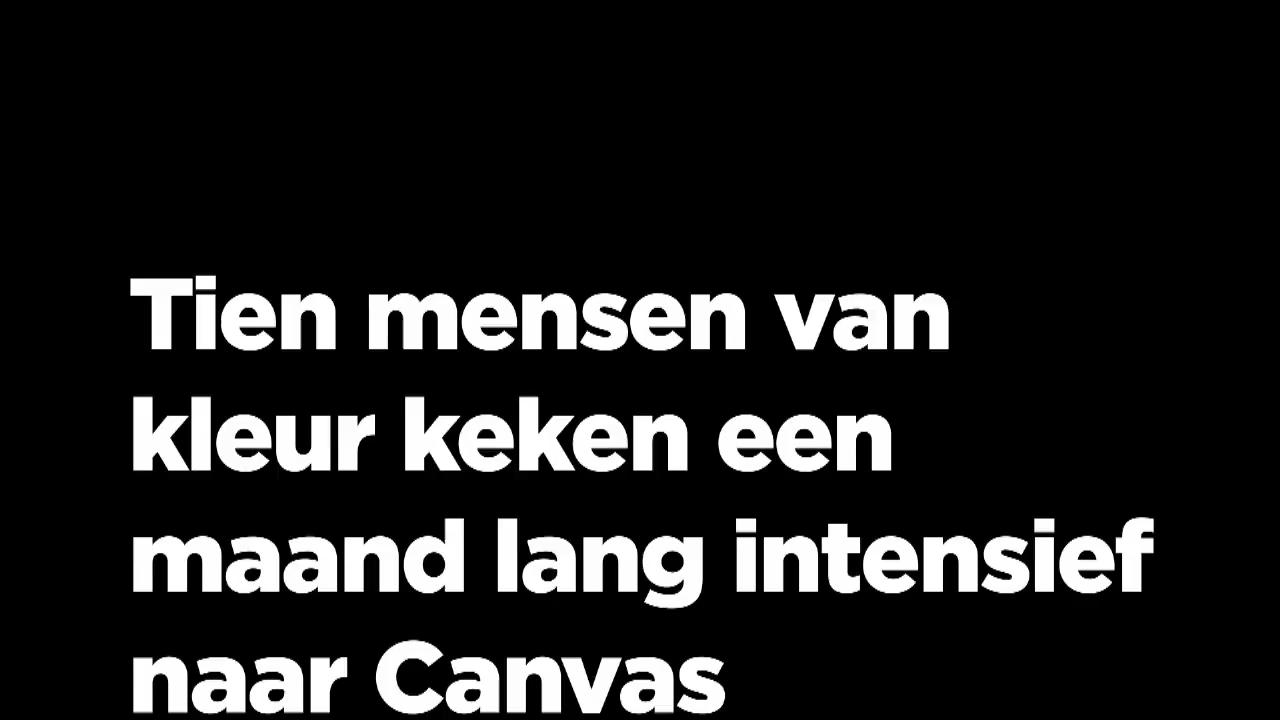 Tien mensen van
kleur keken een
maand lang intensief
naar Canvas